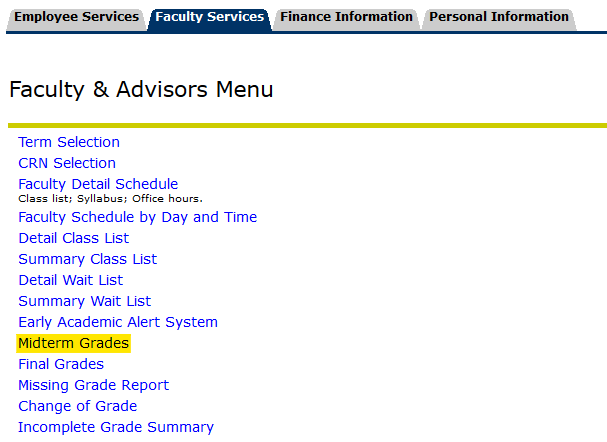 Employee Services Faculty Services Finance Information Personal Information
Faculty & Advisors Menu
Term Selection
CRN Selection
Faculty Detail Schedule
Class list; Syllabus; Office hours.
Faculty Schedule by Day and Time
Detail Class List
Summary Class List
Detail Wait List
Summary Wait List
Early Academic Alert System
Midterm Grades
Final Grades
Missing Grade Report
Change of Grade
Incomplete Grade Summary